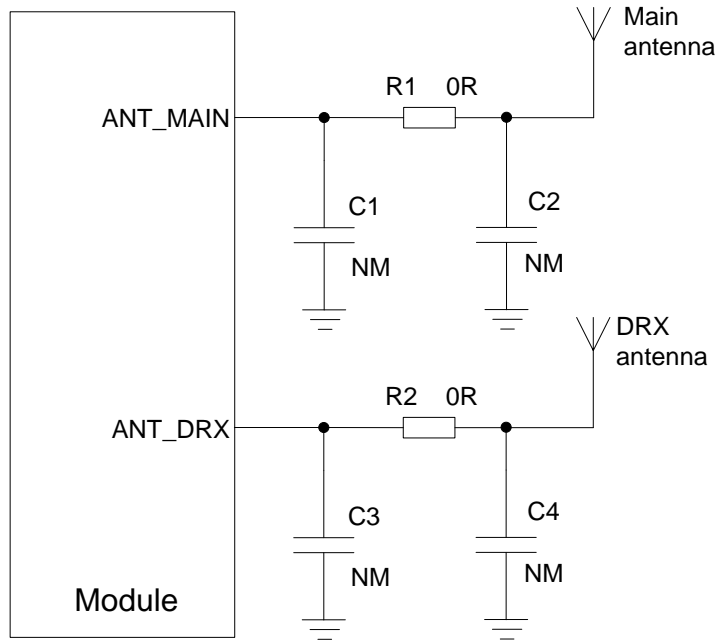 Main
antenna
R1 0R
ANT_MAIN
C1
C2
NM
NM
DRX
antenna
R2 0R
ANT_DRX
C3
C4
NM
NM
Module